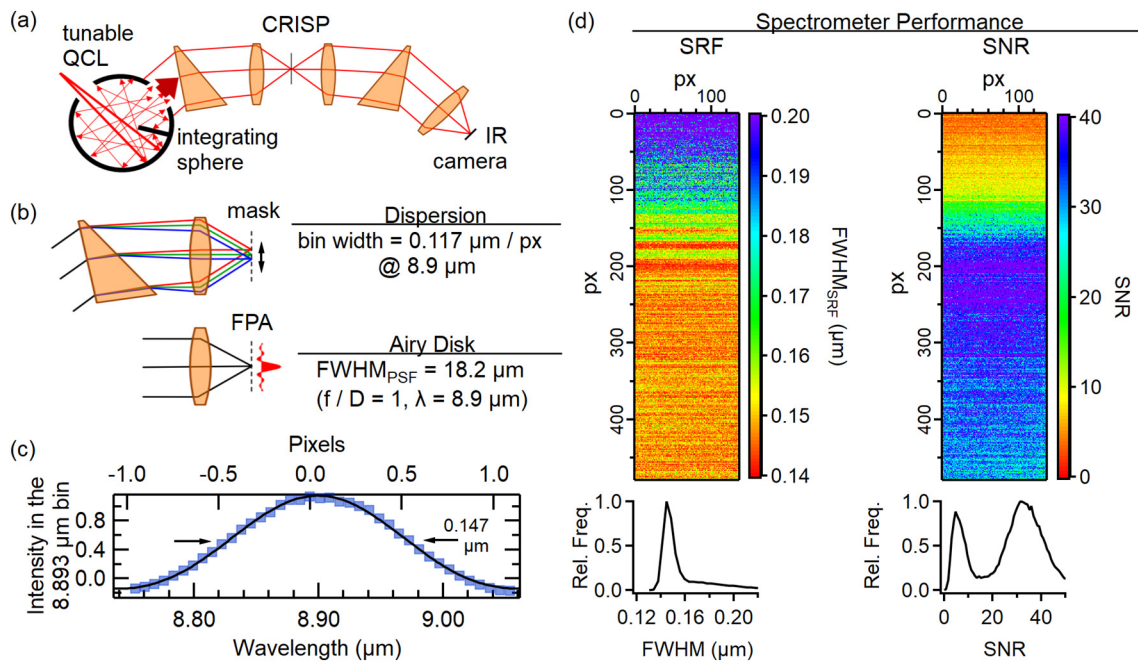 (a)
CRISP
tunable
QCL
integrating
sphere
IR
camera
(b)
mask
Dispersion
bin width = 0.117 µm / px
@ 8.9 µm
FPA
Airy Disk
FWHM_PSF = 18.2 µm
(f / D = 1, λ = 8.9 µm)
(c)
Pixels
-1.0 -0.5 0.0 0.5 1.0
Intensity in the
8.893 µm bin
0.8
0.4
0.0
0.147
µm
8.80 8.90 9.00
Wavelength (µm)
(d)
Spectrometer Performance
SRF
px
0 100
px
0
100
200
300
400
0.20
0.19
0.18
0.17
0.16
0.15
0.14
FWHM_SRF (µm)
Rel. Freq.
1.0
0.5
0.0
0.12 0.16 0.20
FWHM (µm)
SNR
px
0 100
px
0
100
200
300
400
40
30
20
10
0
SNR
Rel. Freq.
1.0
0.5
0.0
0 20 40
SNR